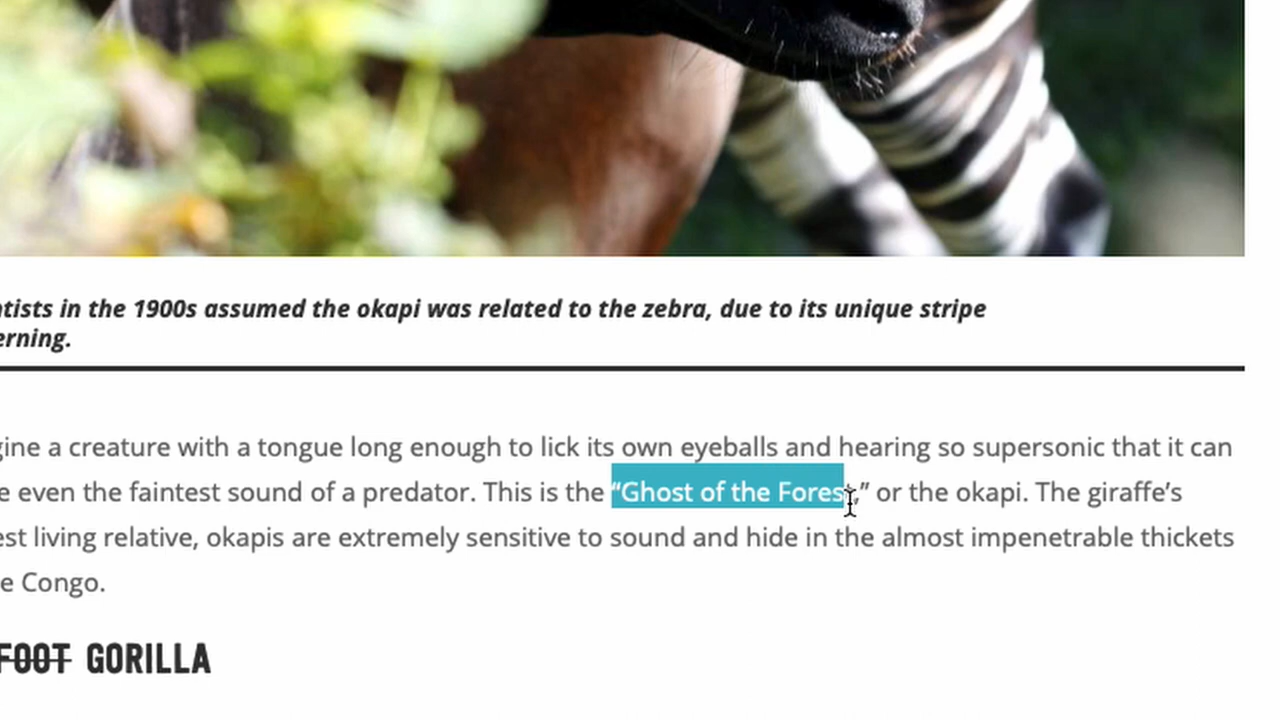 tists in the 1900s assumed the okapi was related to the zebra, due to its unique stripe
erning.
gine a creature with a tongue long enough to lick its own eyeballs and hearing so supersonic that it can
e even the faintest sound of a predator. This is the “Ghost of the Forest,” or the okapi. The giraffe’s
est living relative, okapis are extremely sensitive to sound and hide in the almost impenetrable thickets
e Congo.
FOOT GORILLA